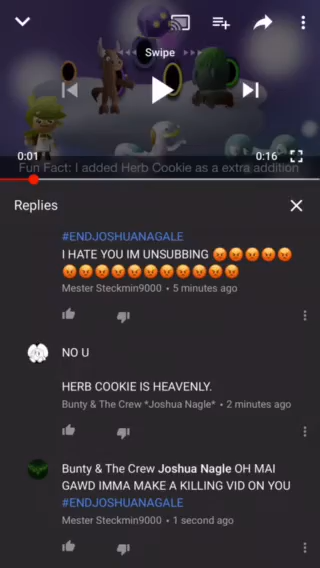 Swipe
0:01
0:16
Fun Fact: I added Herb Cookie as a extra addition
Replies
#ENDJOSHUANAGALE
I HATE YOU IM UNSUBBING 😡😡😡😡😡
😡😡😡😡😡😡😡😡😡😡😡
Mester Steckmin9000 • 5 minutes ago
NO U
HERB COOKIE IS HEAVENLY.
Bunty & The Crew *Joshua Nagle* • 2 minutes ago
Bunty & The Crew Joshua Nagle OH MAI
GAWD IMMA MAKE A KILLING VID ON YOU
#ENDJOSHUANAGALE
Mester Steckmin9000 • 1 second ago